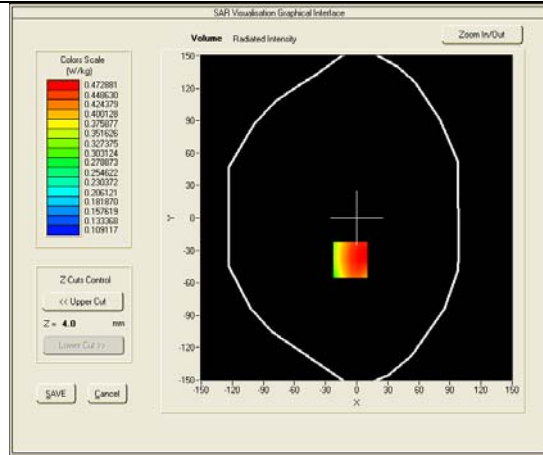 SAR Visualisation Graphical Interface
Volume Radiated Intensity
Zoom In/Out
Colors Scale
(W/kg)
0.472881
0.448630
0.424379
0.400128
0.375877
0.351626
0.327375
0.303124
0.278873
0.254622
0.230372
0.206121
0.181870
0.157619
0.133368
0.109117
Z Cuts Control
<< Upper Cut
Z = 4.0 mm
Lower Cut >>
SAVE Cancel
150
120
90
60
30
0
-30
-60
-90
-120
-150
Y
-150 -120 -90 -60 -30 0 30 60 90 120 150
X